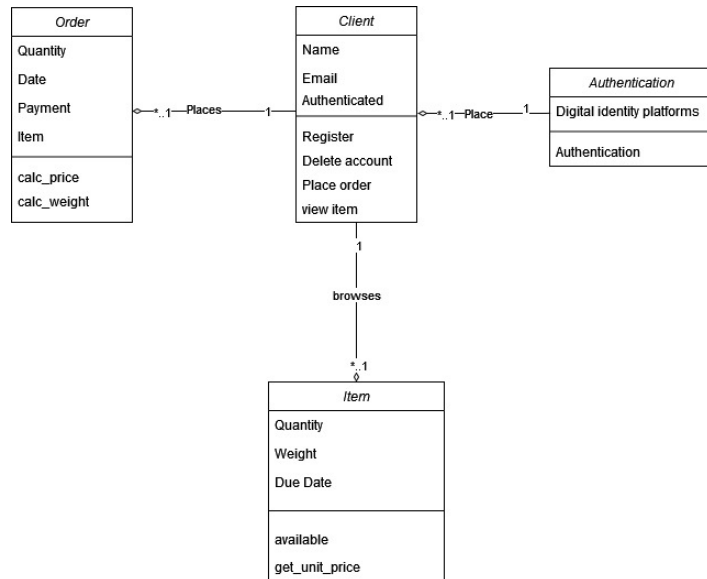 Order
Quantity
Date
Payment
Item
calc_price
calc_weight
*..1 Places 1
Client
Name
Email
Authenticated
Register
Delete account
Place order
view item
*..1 Place 1
Authentication
Digital identity platforms
Authentication
1
browses
*..1
Item
Quantity
Weight
Due Date
available
get_unit_price